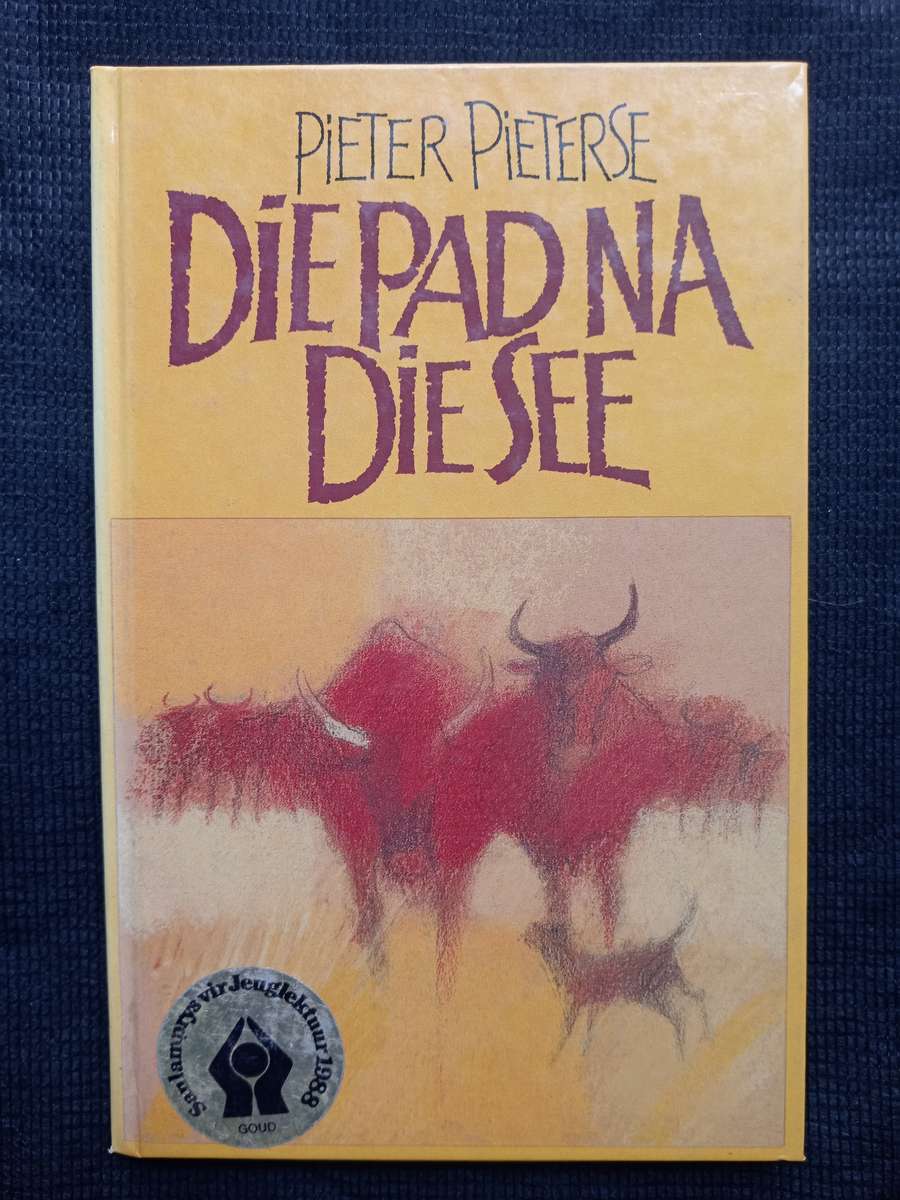 PiETER PiETERSE
DiE PAD NA
DiE SEE
Sanlamprys vir Jeuglektuur 1988
GOUD